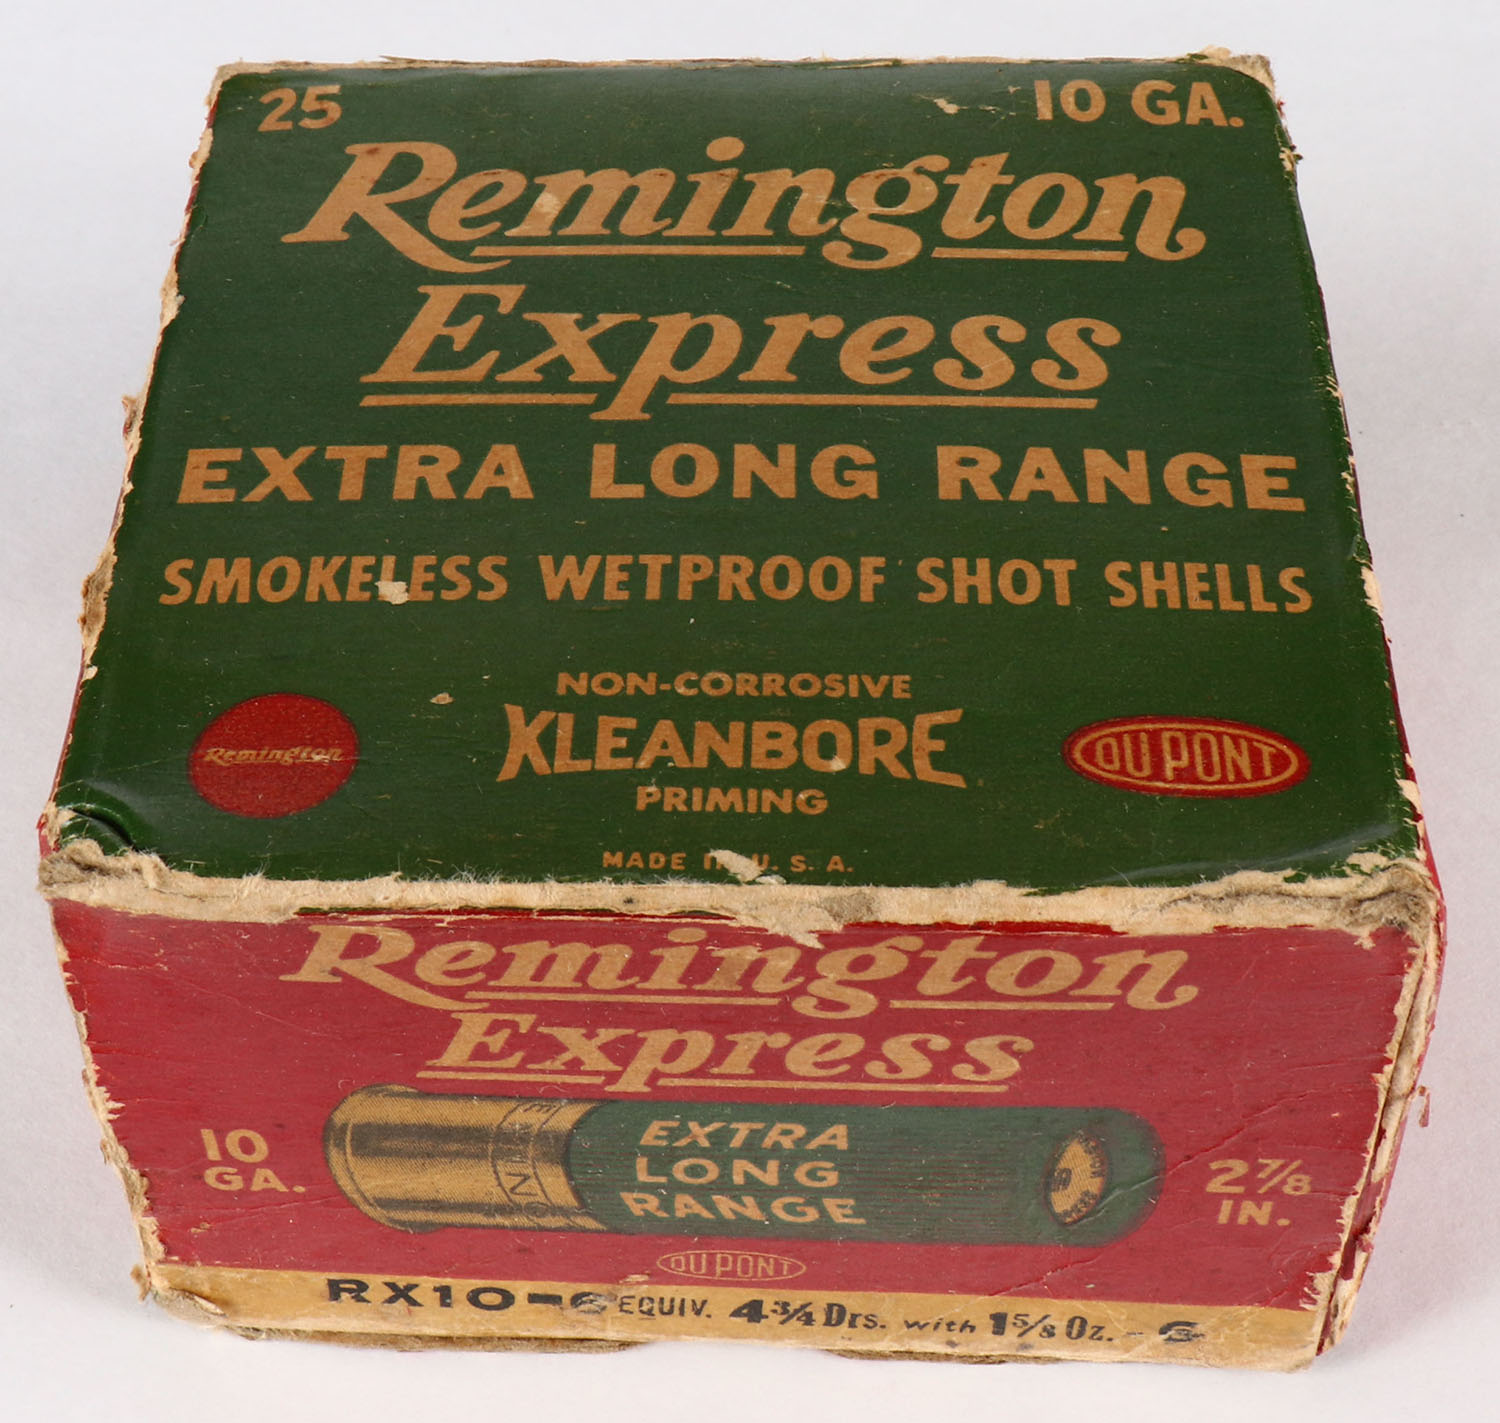 25 10 GA.
Remington
Express
EXTRA LONG RANGE
SMOKELESS WETPROOF SHOT SHELLS
NON-CORROSIVE
KLEANBORE
PRIMING
Remington
DU PONT
MADE IN U. S. A.
Remington
Express
10
GA.
EXTRA
LONG
RANGE
2 7/8
IN.
DU PONT
RX10-6 EQUIV. 4 3/4 Drs. with 1 5/8 Oz. - 6